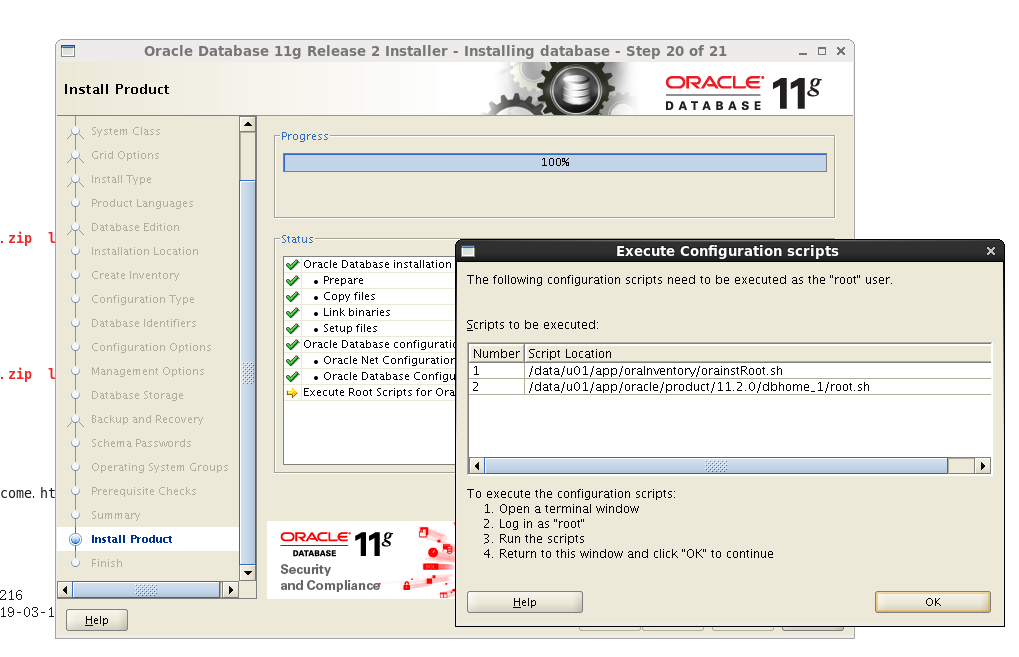 Oracle Database 11g Release 2 Installer - Installing database - Step 20 of 21
Install Product
ORACLE
DATABASE 11g
System Class
Grid Options
Install Type
Product Languages
Database Edition
Installation Location
Create Inventory
Configuration Type
Database Identifiers
Configuration Options
Management Options
Database Storage
Backup and Recovery
Schema Passwords
Operating System Groups
Prerequisite Checks
Summary
Install Product
Finish
Help
.zip l
.zip l
come.ht
216
19-03-1
Progress
100%
Status
Oracle Database installation
• Prepare
• Copy files
• Link binaries
• Setup files
Oracle Database configuratio
• Oracle Net Configuration
• Oracle Database Configu
Execute Root Scripts for Ora
ORACLE
DATABASE 11g
Security
and Compliance
Execute Configuration scripts
The following configuration scripts need to be executed as the "root" user.
Scripts to be executed:
Number Script Location
1 /data/u01/app/oraInventory/orainstRoot.sh
2 /data/u01/app/oracle/product/11.2.0/dbhome_1/root.sh
To execute the configuration scripts:
1. Open a terminal window
2. Log in as "root"
3. Run the scripts
4. Return to this window and click "OK" to continue
Help
OK